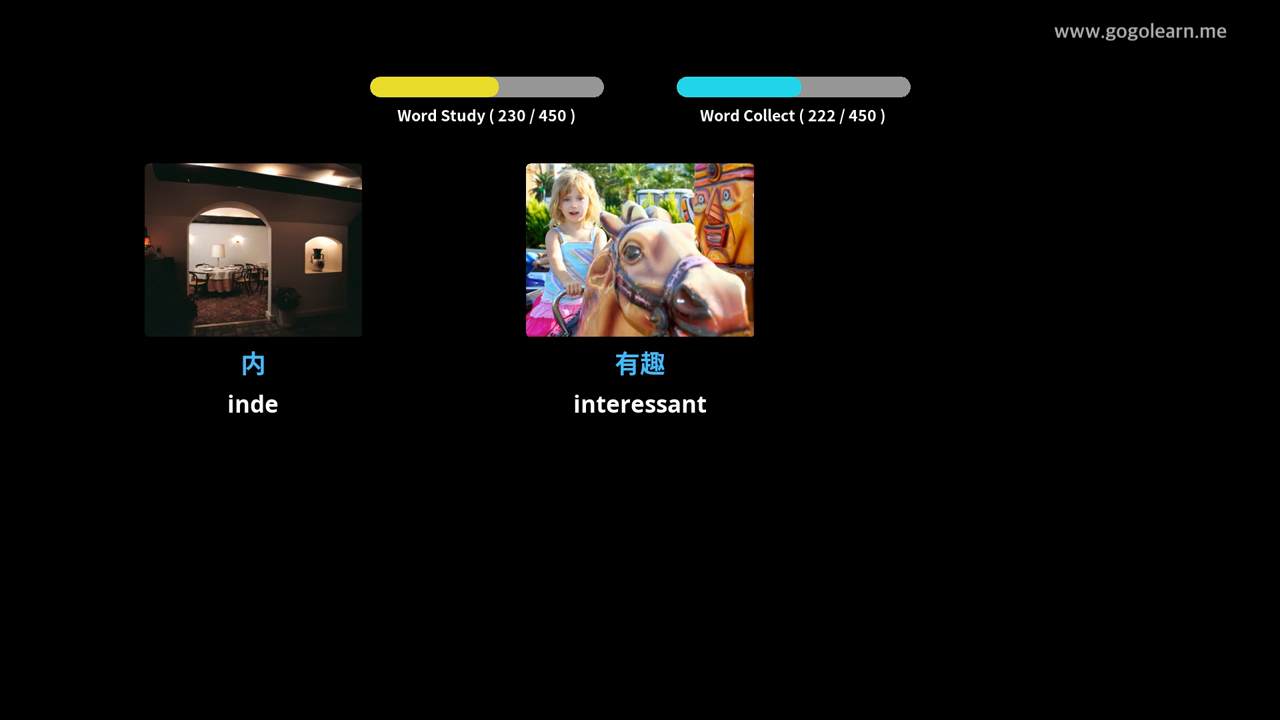 www.gogolearn.me
Word Study ( 230 / 450 )
Word Collect ( 222 / 450 )
内
inde
有趣
interessant